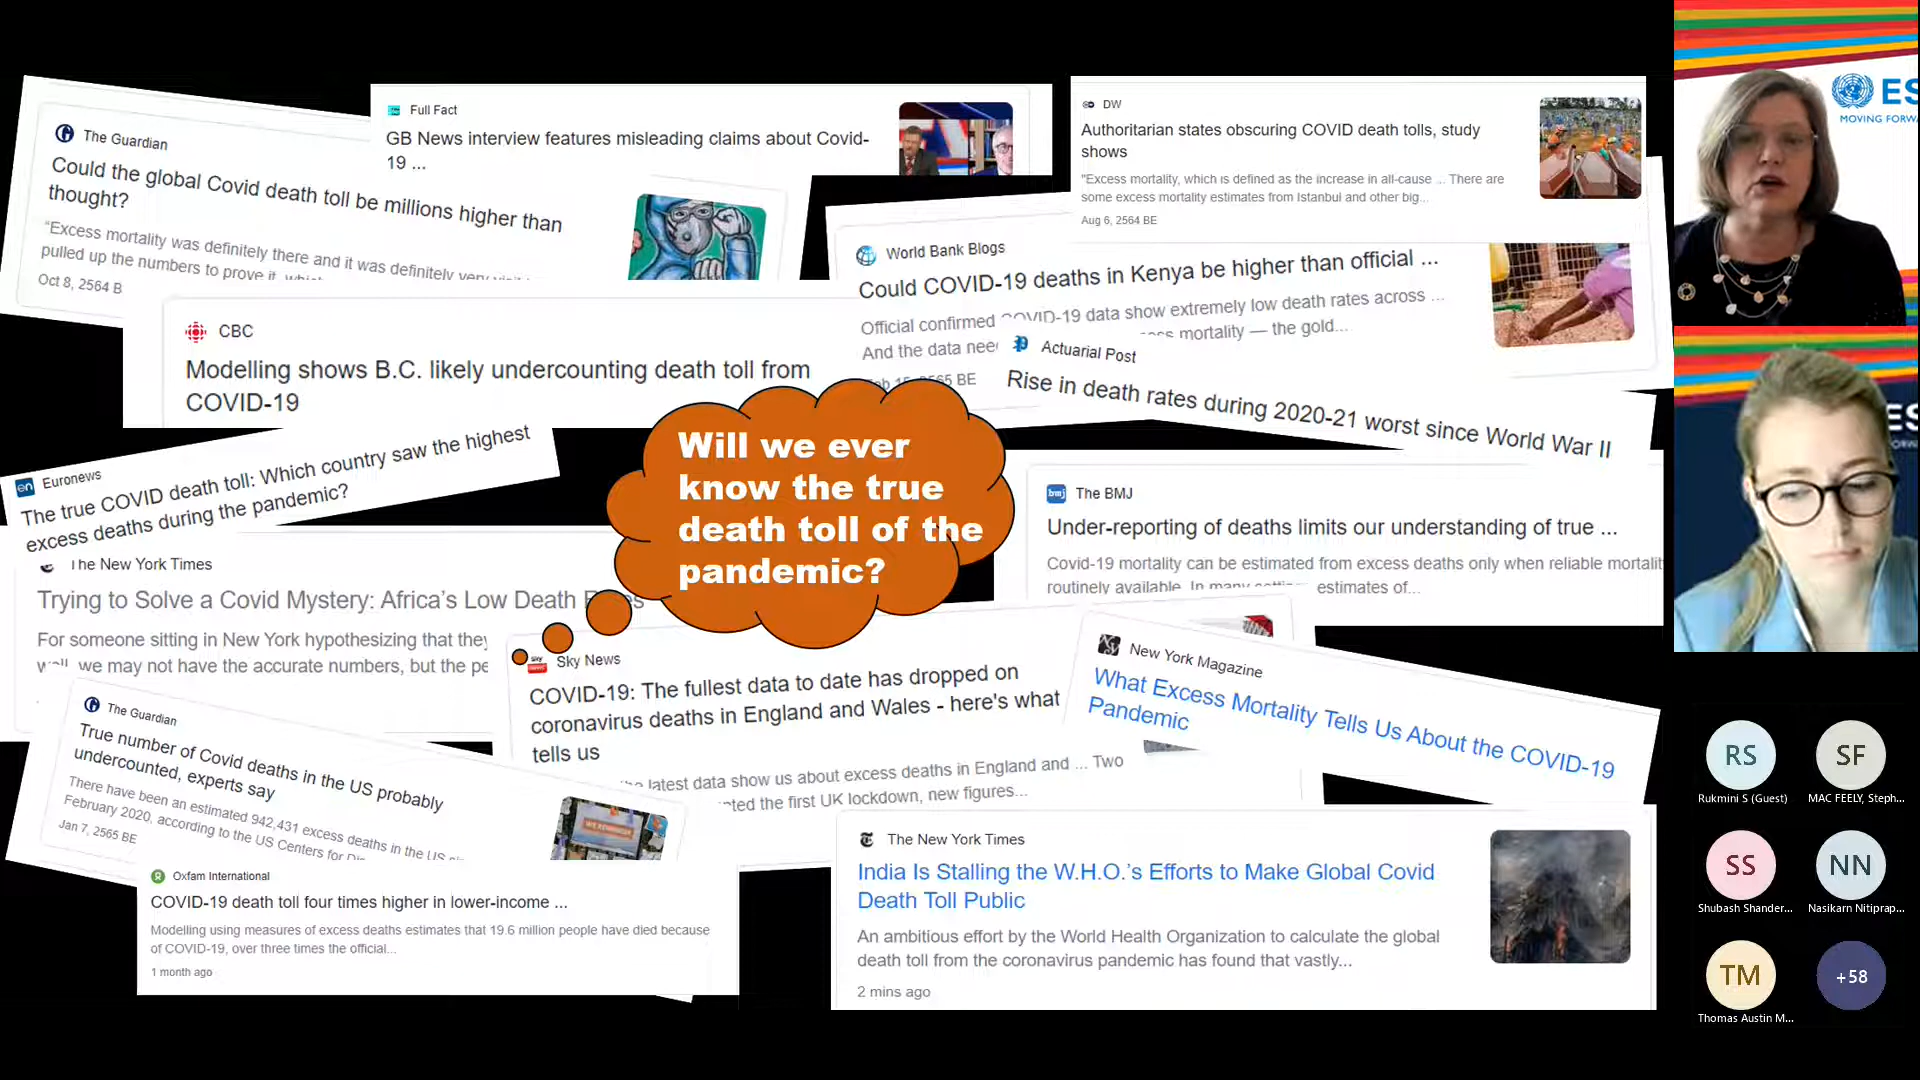 The Guardian
Could the global Covid death toll be millions higher than
thought?
"Excess mortality was definitely there and it was definitely very
pulled up the numbers to prove it,
Oct 8, 2564 B
Full Fact
GB News interview features misleading claims about Covid-
19 ...
DW
Authoritarian states obscuring COVID death tolls, study
shows
"Excess mortality, which is defined as the increase in all-cause ... There are
some excess mortality estimates from Istanbul and other big...
Aug 6, 2564 BE
World Bank Blogs
Could COVID-19 deaths in Kenya be higher than official ...
Official confirmed COVID-19 data show extremely low death rates across ...
And the data nee
mortality — the gold...
2565 BE
CBC
Modelling shows B.C. likely undercounting death toll from
COVID-19
Actuarial Post
Rise in death rates during 2020-21 worst since World War II
Euronews
The true COVID death toll: Which country saw the highest
excess deaths during the pandemic?
Will we ever
know the true
death toll of the
pandemic?
en
bmj
The BMJ
Under-reporting of deaths limits our understanding of true ...
Covid-19 mortality can be estimated from excess deaths only when reliable mortalit
routinely available. In many
estimates of...
The New York Times
Trying to Solve a Covid Mystery: Africa's Low Death
For someone sitting in New York hypothesizing that they
we may not have the accurate numbers, but the pe
sky
news
Sky News
COVID-19: The fullest data to date has dropped on
coronavirus deaths in England and Wales - here's what
tells us
latest data show us about excess deaths in England and ... Two
the first UK lockdown, new figures...
New York Magazine
What Excess Mortality Tells Us About the COVID-19
Pandemic
The Guardian
True number of Covid deaths in the US probably
undercounted, experts say
There have been an estimated 942,431 excess deaths in the US
February 2020, according to the US Centers for
Jan 7, 2565 BE
Oxfam International
COVID-19 death toll four times higher in lower-income ...
Modelling using measures of excess deaths estimates that 19.6 million people have died because
of COVID-19, over three times the official...
1 month ago
The New York Times
India Is Stalling the W.H.O.'s Efforts to Make Global Covid
Death Toll Public
An ambitious effort by the World Health Organization to calculate the global
death toll from the coronavirus pandemic has found that vastly...
2 mins ago
ES
MOVING FORWA
ES
RS
Rukmini S (Guest)
SF
MAC FEELY, Steph...
SS
Shubash Shander...
NN
Nasikarn Nitiprap...
TM
Thomas Austin M...
+58